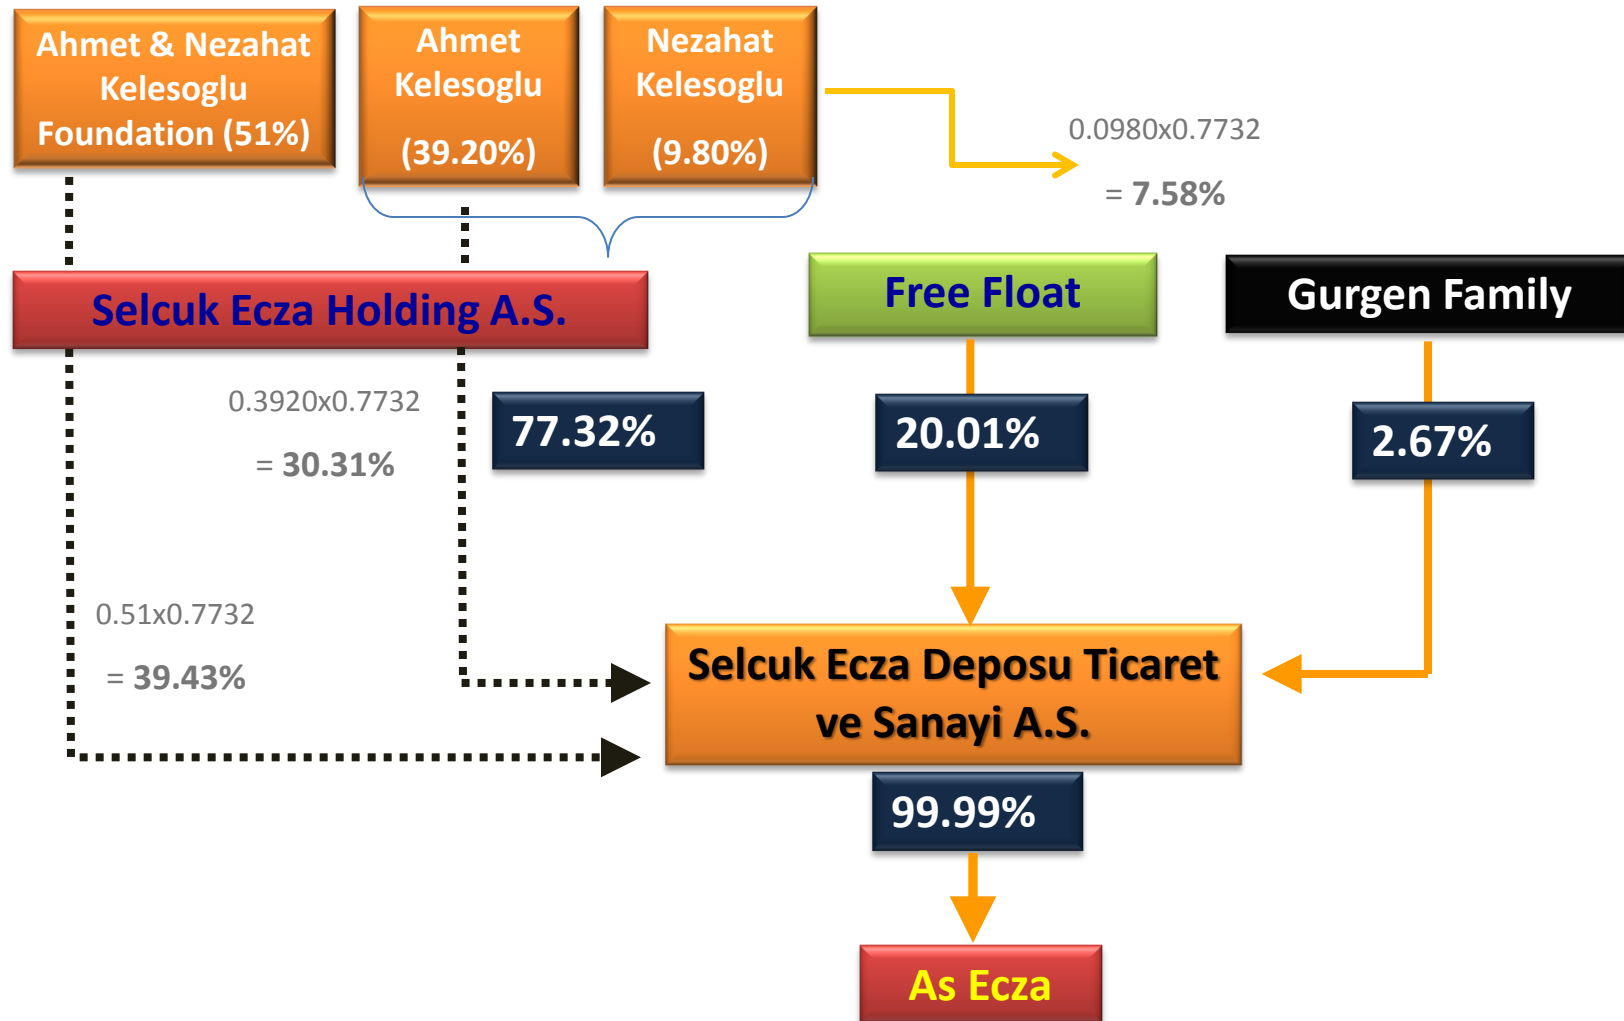 Ahmet & Nezahat
Kelesoglu
Foundation (51%)
Ahmet
Kelesoglu
(39.20%)
Nezahat
Kelesoglu
(9.80%)
0.0980x0.7732
= 7.58%
Selcuk Ecza Holding A.S.
Free Float
Gurgen Family
0.3920x0.7732
= 30.31%
77.32%
20.01%
2.67%
0.51x0.7732
= 39.43%
Selcuk Ecza Deposu Ticaret
ve Sanayi A.S.
99.99%
As Ecza